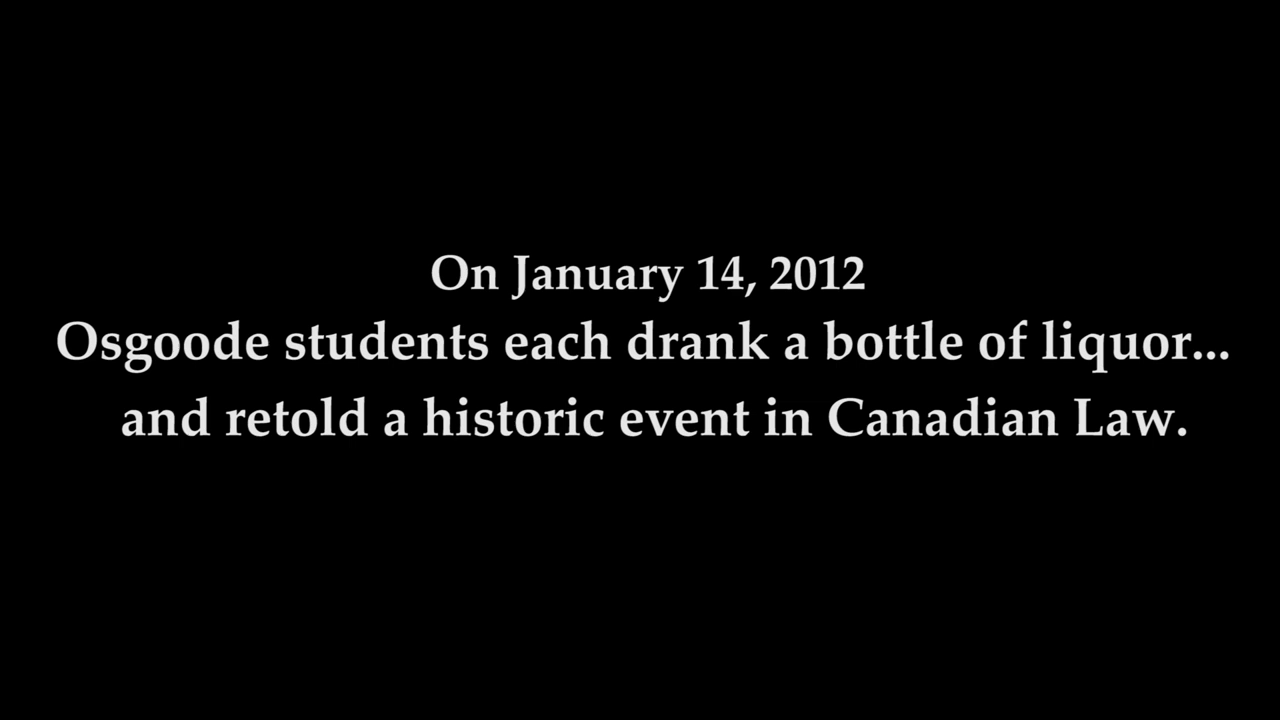 On January 14, 2012
Osgoode students each drank a bottle of liquor...
and retold a historic event in Canadian Law.